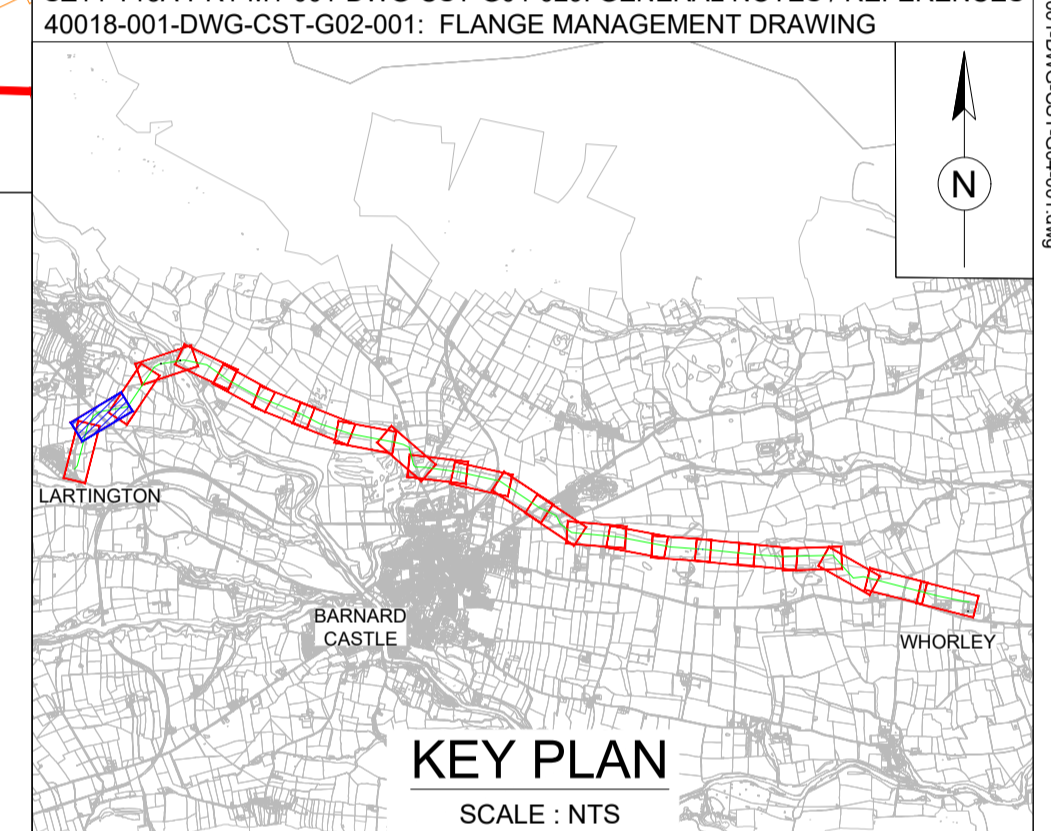 40018-001-DWG-CST-G02-001: FLANGE MANAGEMENT DRAWING
N
LARTINGTON
BARNARD
CASTLE
WHORLEY
KEY PLAN
SCALE : NTS